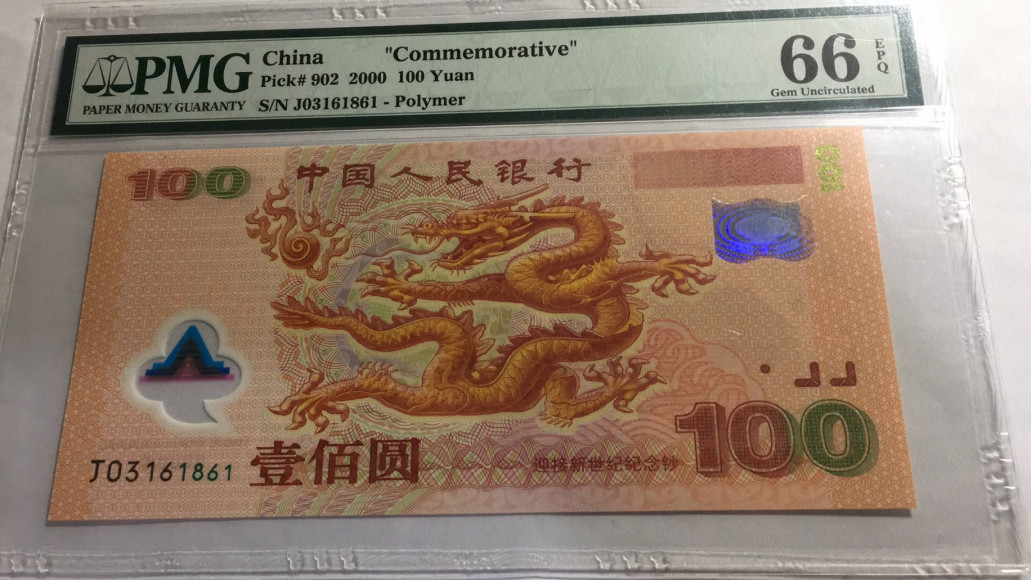 PMG
PAPER MONEY GUARANTY
China "Commemorative"
Pick# 902 2000 100 Yuan
S/N J03161861 - Polymer
66 EPQ
Gem Uncirculated
100
中国人民银行
100
J03161861
壹佰圆
迎接新世纪纪念钞
100